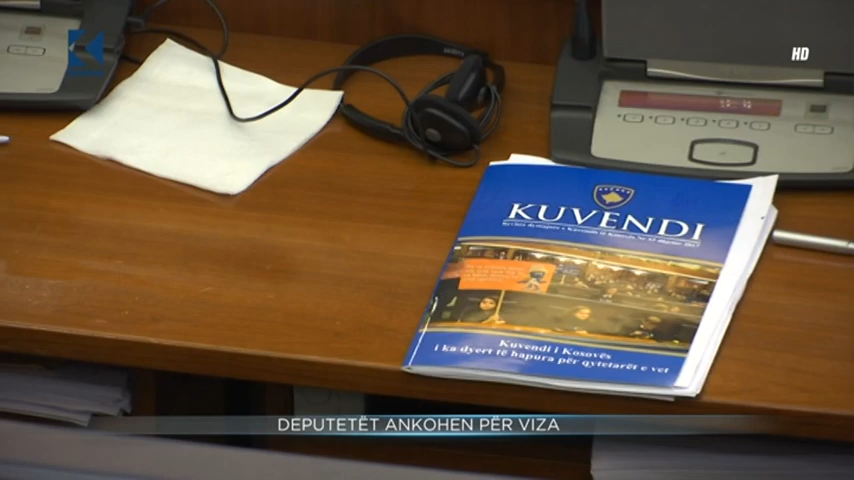 HD
KUVENDI
Kuvendi i Kosovës
i ka dyert të hapura për qytetarët e vet
DEPUTETËT ANKOHEN PËR VIZA